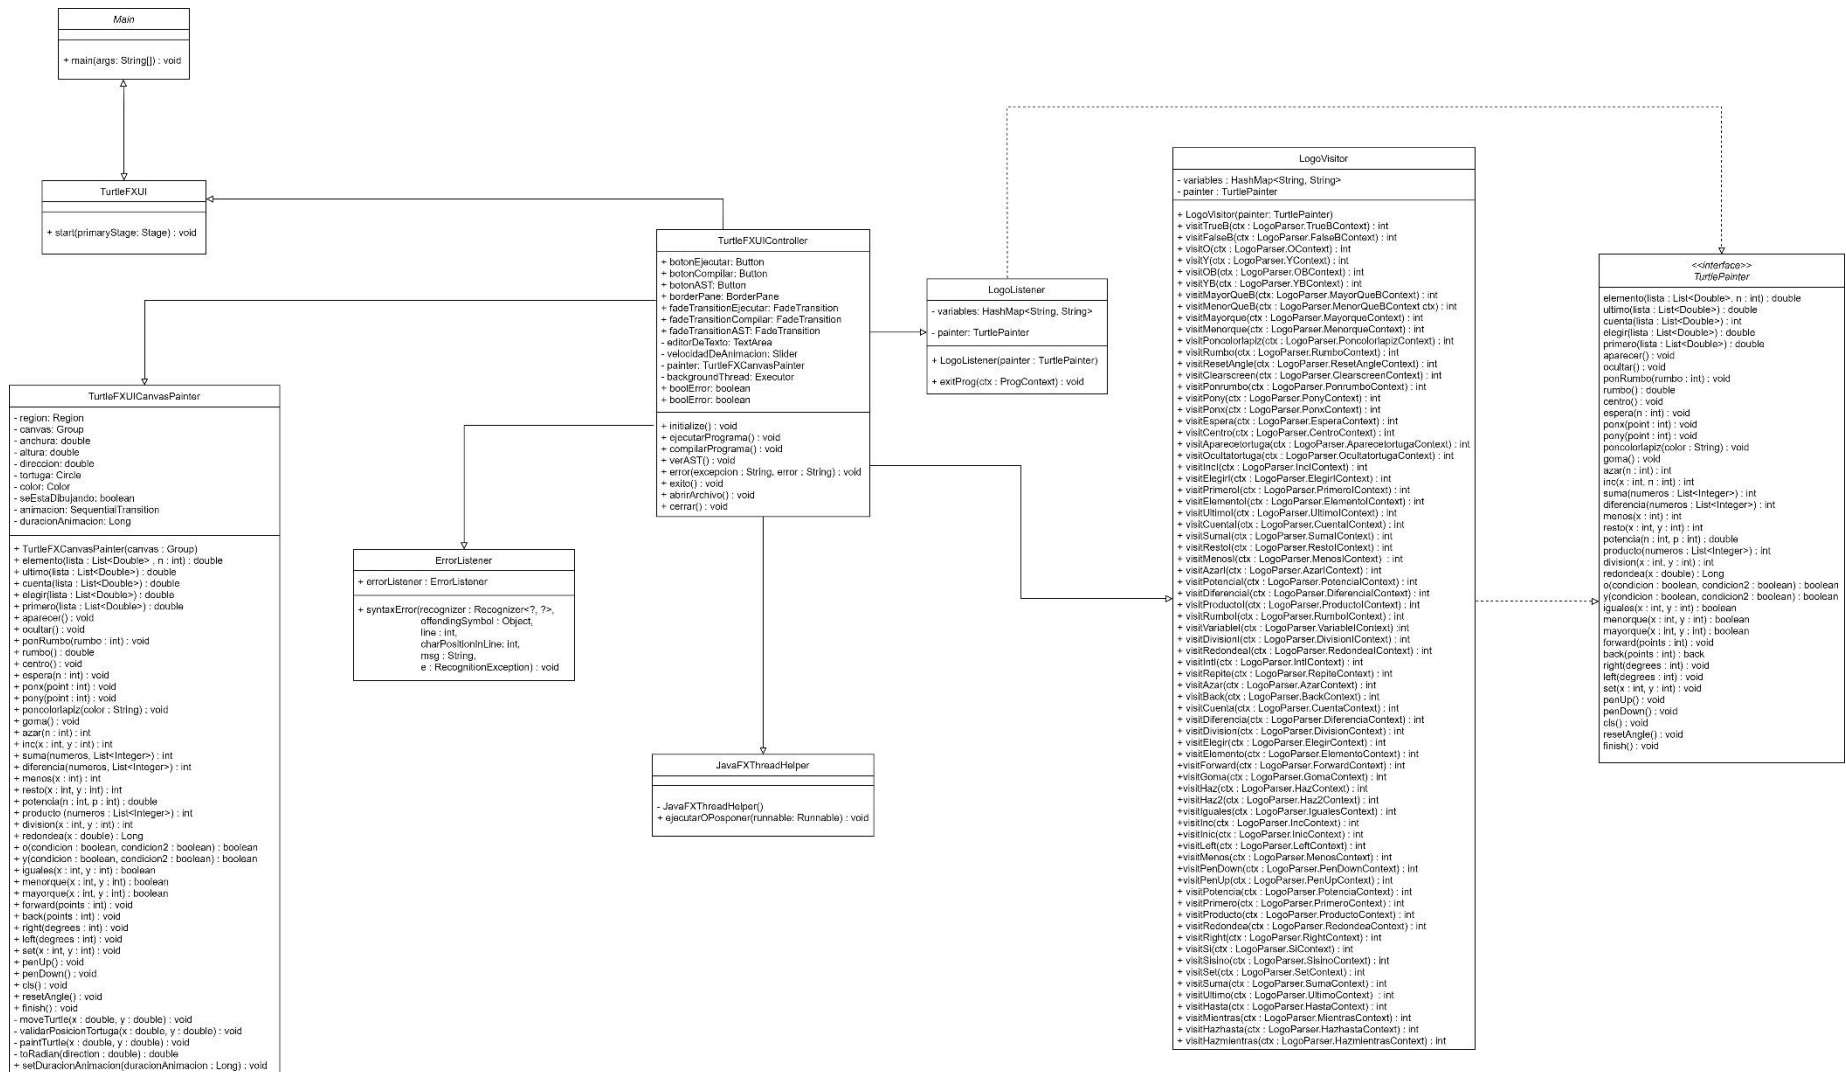 Main
+ main(args: String[]) : void
TurtleFXUI
+ start(primaryStage: Stage) : void
TurtleFXUIController
+ botonEjecutar: Button
+ botonCompilar: Button
+ botonAST: Button
+ borderPane: BorderPane
+ fadeTransitionEjecutar: FadeTransition
+ fadeTransitionCompilar: FadeTransition
+ fadeTransitionAST: FadeTransition
- editorDeTexto: TextArea
- velocidadDeAnimacion: Slider
- painter: TurtleFXCanvasPainter
- backgroundThread: Executor
+ boolError: boolean
+ boolError: boolean
+ initialize() : void
+ ejecutarPrograma() : void
+ compilarPrograma() : void
+ verAST() : void
+ error(excepcion : String, error : String) : void
+ exito() : void
+ abrirArchivo() : void
+ cerrar() : void
TurtleFXUICanvasPainter
- region: Region
- canvas: Group
- anchura: double
- altura: double
- direccion: double
- tortuga: Circle
- color: Color
- seEstaDibujando: boolean
- animacion: SequentialTransition
- duracionAnimacion: Long
+ TurtleFXCanvasPainter(canvas : Group)
+ elemento(lista : List<Double> , n : int) : double
+ ultimo(lista : List<Double>) : double
+ cuenta(lista : List<Double>) : double
+ elegir(lista : List<Double>) : double
+ primero(lista : List<Double>) : double
+ aparecer() : void
+ ocultar() : void
+ ponRumbo(rumbo : int) : void
+ rumbo() : double
+ centro() : void
+ espera(n : int) : void
+ ponx(point : int) : void
+ pony(point : int) : void
+ poncolorlapiz(color : String) : void
+ goma() : void
+ azar(n : int) : int
+ inc(x : int, y : int) : int
+ suma(numeros, List<Integer>) : int
+ diferencia(numeros, List<Integer>) : int
+ menos(x : int) : int
+ resto(x : int, y : int) : int
+ potencia(n : int, p : int) : double
+ producto (numeros : List<Integer>) : int
+ division(x : int, y : int) : int
+ redondea(x : double) : Long
+ o(condicion : boolean, condicion2 : boolean) : boolean
+ y(condicion : boolean, condicion2 : boolean) : boolean
+ iguales(x : int, y : int) : boolean
+ menorque(x : int, y : int) : boolean
+ mayorque(x : int, y : int) : boolean
+ forward(points : int) : void
+ back(points : int) : void
+ right(degrees : int) : void
+ left(degrees : int) : void
+ set(x : int, y : int) : void
+ penUp() : void
+ penDown() : void
+ cls() : void
+ resetAngle() : void
+ finish() : void
- moveTurtle(x : double, y : double) : void
- validarPosicionTortuga(x : double, y : double) : void
- paintTurtle(x : double, y : double) : void
- toRadian(direction : double) : double
+ setDuracionAnimacion(duracionAnimacion : Long) : void
ErrorListener
+ errorListener : ErrorListener
+ syntaxError(recognizer : Recognizer<?, ?>,
offendingSymbol : Object,
line : int,
charPositionInLine: int,
msg : String,
e : RecognitionException) : void
JavaFXThreadHelper
- JavaFXThreadHelper()
+ ejecutarOPosponer(runnable: Runnable) : void
LogoListener
- variables: HashMap<String, String>
- painter: TurtlePainter
+ LogoListener(painter : TurtlePainter)
+ exitProg(ctx : ProgContext) : void
LogoVisitor
- variables : HashMap<String, String>
- painter : TurtlePainter
+ LogoVisitor(painter: TurtlePainter)
+ visitTrueB(ctx : LogoParser.TrueBContext) : int
+ visitFalseB(ctx : LogoParser.FalseBContext) : int
+ visitO(ctx : LogoParser.OContext) : int
+ visitY(ctx : LogoParser.YContext) : int
+ visitOB(ctx : LogoParser.OBContext) : int
+ visitYB(ctx : LogoParser.YBContext) : int
+ visitMayorQueB(ctx: LogoParser.MayorQueBContext) : int
+ visitMenorQueB(ctx : LogoParser.MenorQueBContext ctx) : int
+ visitMayorque(ctx : LogoParser.MayorqueContext) : int
+ visitMenorque(ctx : LogoParser.MenorqueContext) : int
+ visitPoncolorlapiz(ctx : LogoParser.PoncolorlapizContext) : int
+ visitRumbo(ctx : LogoParser.RumboContext) : int
+ visitResetAngle(ctx : LogoParser.ResetAngleContext) : int
+ visitClearscreen(ctx : LogoParser.ClearscreenContext) : int
+ visitPonrumbo(ctx : LogoParser.PonrumboContext) : int
+ visitPony(ctx : LogoParser.PonyContext) : int
+ visitPonx(ctx : LogoParser.PonxContext) : int
+ visitEspera(ctx : LogoParser.EsperaContext) : int
+ visitCentro(ctx : LogoParser.CentroContext) : int
+ visitAparecetortuga(ctx : LogoParser.AparecetortugaContext) : int
+ visitOcultatortuga(ctx : LogoParser.OcultatortugaContext) : int
+ visitIncI(ctx : LogoParser.IncIContext) : int
+ visitElegirI(ctx : LogoParser.ElegirIContext) : int
+ visitPrimeroI(ctx : LogoParser.PrimeroIContext) : int
+ visitElementoI(ctx : LogoParser.ElementoIContext) : int
+ visitUltimoI(ctx : LogoParser.UltimoIContext) : int
+ visitCuentaI(ctx : LogoParser.CuentaIContext) : int
+ visitSumaI(ctx : LogoParser.SumaIContext) : int
+ visitRestoI(ctx : LogoParser.RestoIContext) : int
+ visitMenosI(ctx : LogoParser.MenosIContext) : int
+ visitAzarI(ctx : LogoParser.AzarIContext) : int
+ visitPotenciaI(ctx : LogoParser.PotenciaIContext) : int
+ visitDiferenciaI(ctx : LogoParser.DiferenciaIContext) : int
+ visitProductoI(ctx : LogoParser.ProductoIContext) : int
+ visitRumboI(ctx : LogoParser.RumboIContext) : int
+ visitVariableI(ctx : LogoParser.VariableIContext) :int
+ visitDivisionI(ctx : LogoParser.DivisionIContext) : int
+ visitRedondeaI(ctx : LogoParser.RedondeaIContext) : int
+ visitIntI(ctx : LogoParser.IntIContext) : int
+ visitRepite(ctx : LogoParser.RepiteContext) : int
+ visitAzar(ctx : LogoParser.AzarContext) : int
+ visitBack(ctx : LogoParser.BackContext) : int
+ visitCuenta(ctx : LogoParser.CuentaContext) : int
+ visitDiferencia(ctx : LogoParser.DiferenciaContext) : int
+ visitDivision(ctx : LogoParser.DivisionContext) : int
+ visitElegir(ctx : LogoParser.ElegirContext) : int
+ visitElemento(ctx : LogoParser.ElementoContext) : int
+visitForward(ctx : LogoParser.ForwardContext) : int
+visitGoma(ctx : LogoParser.GomaContext) : int
+visitHaz(ctx : LogoParser.HazContext) : int
+visitHaz2(ctx : LogoParser.Haz2Context) : int
+visitIguales(ctx : LogoParser.IgualesContext) : int
+visitInc(ctx : LogoParser.IncContext) : int
+visitInic(ctx : LogoParser.InicContext) : int
+visitLeft(ctx : LogoParser.LeftContext) : int
+visitMenos(ctx : LogoParser.MenosContext) : int
+visitPenDown(ctx : LogoParser.PenDownContext) : int
+visitPenUp(ctx : LogoParser.PenUpContext) : int
+ visitPotencia(ctx : LogoParser.PotenciaContext) : int
+ visitPrimero(ctx : LogoParser.PrimeroContext) : int
+ visitProducto(ctx : LogoParser.ProductoContext) : int
+ visitRedondea(ctx : LogoParser.RedondeaContext) : int
+ visitRight(ctx : LogoParser.RightContext) : int
+ visitSi(ctx : LogoParser.SiContext) : int
+ visitSisino(ctx : LogoParser.SisinoContext) : int
+ visitSet(ctx : LogoParser.SetContext) : int
+ visitSuma(ctx : LogoParser.SumaContext) : int
+ visitUltimo(ctx : LogoParser.UltimoContext) : int
+ visitHasta(ctx : LogoParser.HastaContext) : int
+ visitMientras(ctx : LogoParser.MientrasContext) : int
+ visitHazhasta(ctx : LogoParser.HazhastaContext) : int
+ visitHazmientras(ctx : LogoParser.HazmientrasContext) : int
<<interface>>
TurtlePainter
elemento(lista : List<Double>, n : int) : double
ultimo(lista : List<Double>) : double
cuenta(lista : List<Double>) : int
elegir(lista : List<Double>) : double
primero(lista : List<Double>) : double
aparecer() : void
ocultar() : void
ponRumbo(rumbo : int) : void
rumbo() : double
centro() : void
espera(n : int) : void
ponx(point : int) : void
pony(point : int) : void
poncolorlapiz(color : String) : void
goma() : void
azar(n : int) : int
inc(x : int, n : int) : int
suma(numeros : List<Integer>) : int
diferencia(numeros : List<Integer>) : int
menos(x : int) : int
resto(x : int, y : int) : int
potencia(n : int, p : int) : double
producto(numeros : List<Integer>) : int
division(x : int, y : int) : int
redondea(x : double) : Long
o(condicion : boolean, condicion2 : boolean) : boolean
y(condicion : boolean, condicion2 : boolean) : boolean
iguales(x : int, y : int) : boolean
menorque(x : int, y : int) : boolean
mayorque(x : int, y : int) : boolean
forward(points : int) : void
back(points : int) : back
right(degrees : int) : void
left(degrees : int) : void
set(x : int, y : int) : void
penUp() : void
penDown() : void
cls() : void
resetAngle() : void
finish() : void